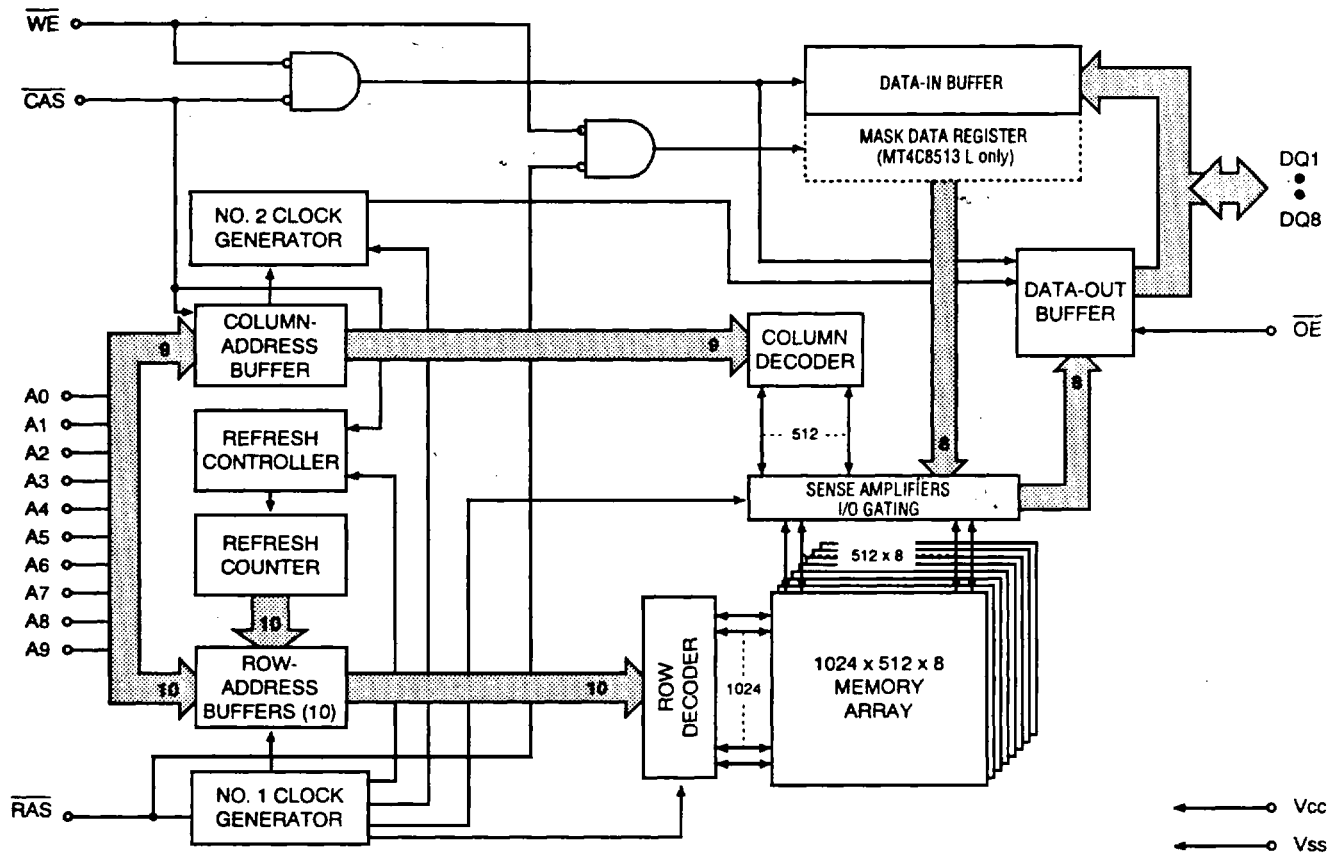 WE
CAS
DATA-IN BUFFER
MASK DATA REGISTER
(MT4C8513 L only)
DQ1
DQ8
NO. 2 CLOCK
GENERATOR
DATA-OUT
BUFFER
OE
COLUMN-
ADDRESS
BUFFER
9
9
COLUMN
DECODER
8
A0
A1
A2
A3
A4
A5
A6
A7
A8
A9
REFRESH
CONTROLLER
512
8
SENSE AMPLIFIERS
I/O GATING
REFRESH
COUNTER
512 x 8
10
10
ROW-
ADDRESS
BUFFERS (10)
10
ROW
DECODER
1024
1024 x 512 x 8
MEMORY
ARRAY
RAS
NO. 1 CLOCK
GENERATOR
Vcc
Vss